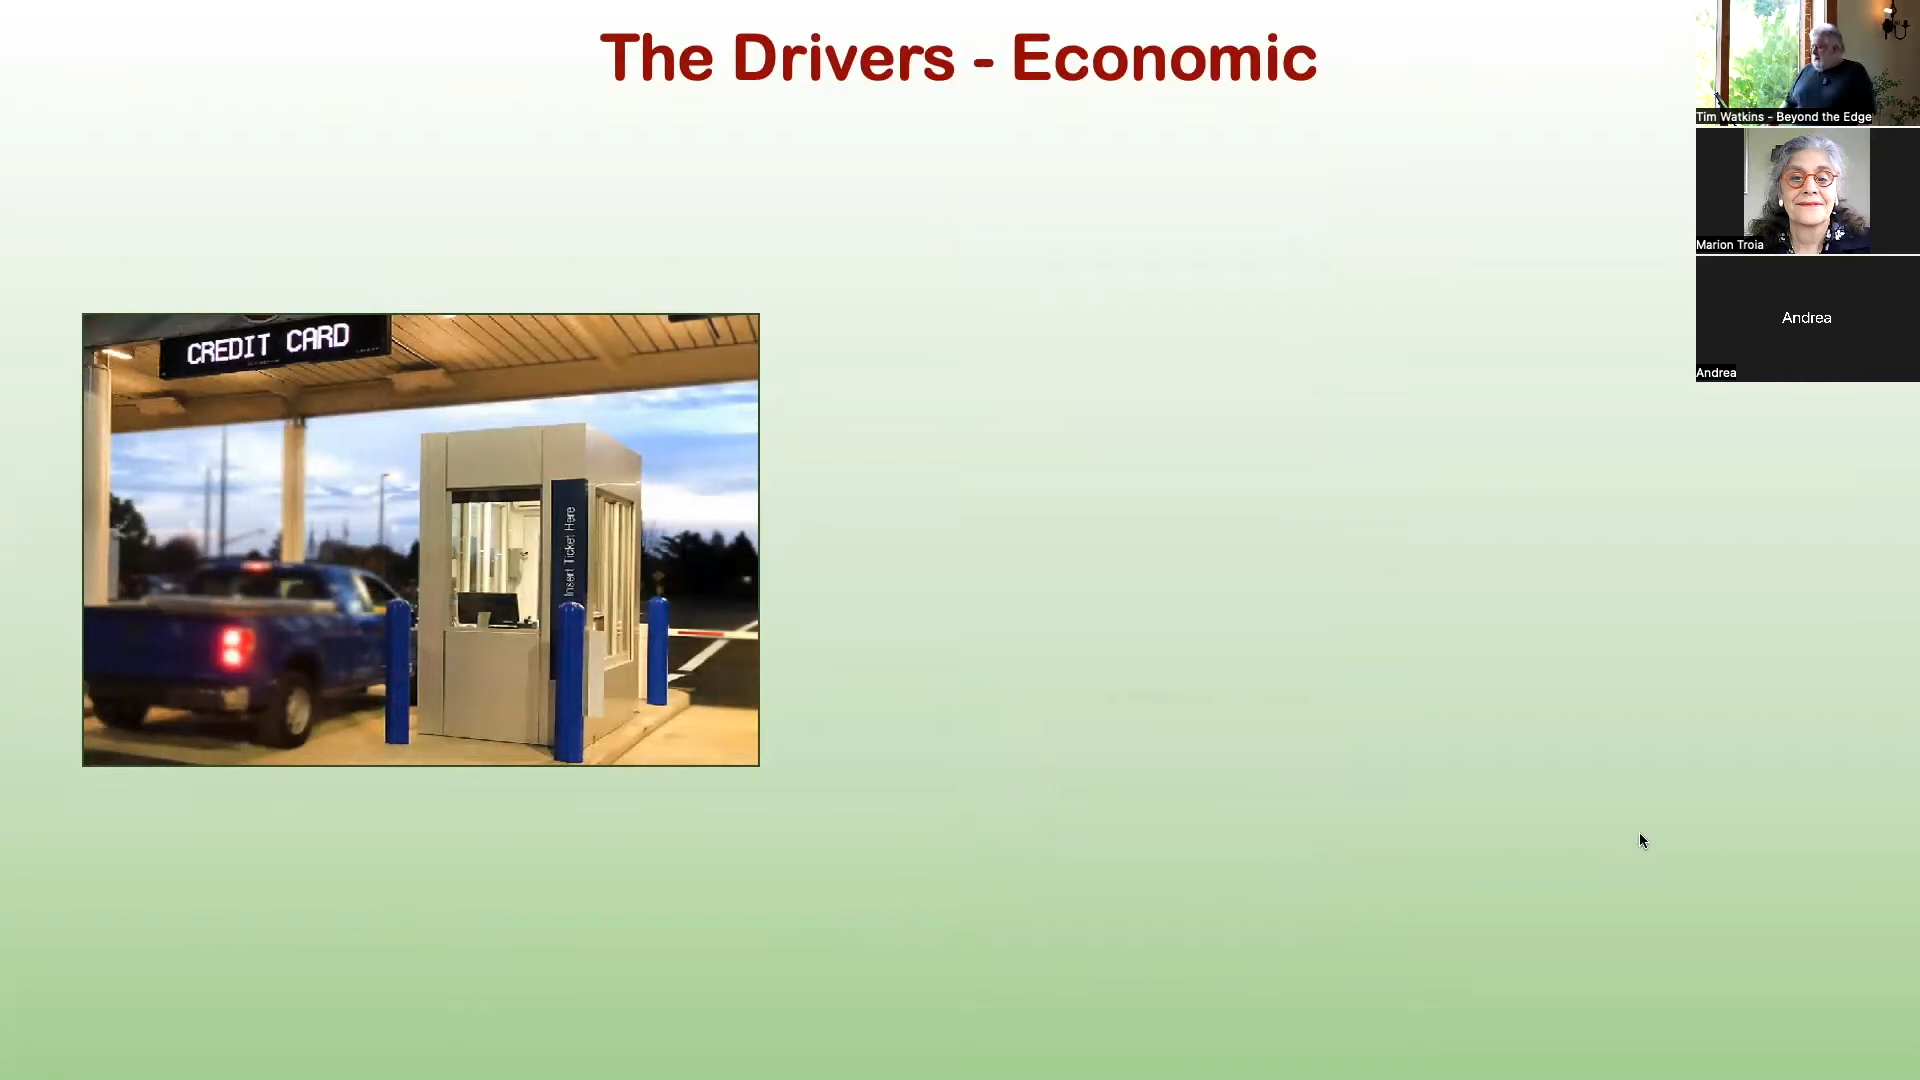 The Drivers - Economic
Tim Watkins - Beyond the Edge
Marion Troia
Andrea
Andrea
CREDIT CARD
Insert Ticket Here